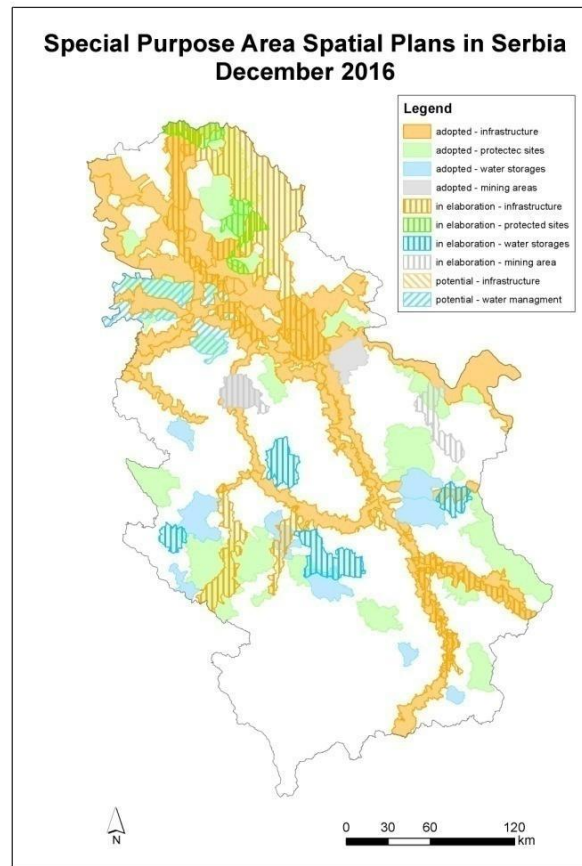 Special Purpose Area Spatial Plans in Serbia
December 2016
Legend
adopted - infrastructure
adopted - protectec sites
adopted - water storages
adopted - mining areas
in elaboration - infrastructure
in elaboration - protected sites
in elaboration - water storages
in elaboration - mining area
potential - infrastructure
potential - water managment
N
0 30 60 120
km